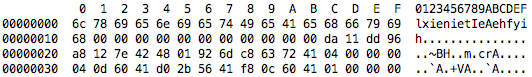 0 1 2 3 4 5 6 7 8 9 A B C D E F 0123456789ABCDEF
00000000 6c 78 69 65 6e 69 65 74 49 65 41 65 68 66 79 69 lxienietIeAehfyi
00000010 68 00 00 00 00 00 00 00 00 00 00 00 da 11 dd 96 h...............
00000020 a8 12 7e 42 48 01 92 6d c8 63 72 41 04 00 00 00 ..~BH..m.crA....
00000030 04 0d 60 41 d0 2b 56 41 f8 0c 60 41 01 00 00 00 ..`A.+VA..`A....